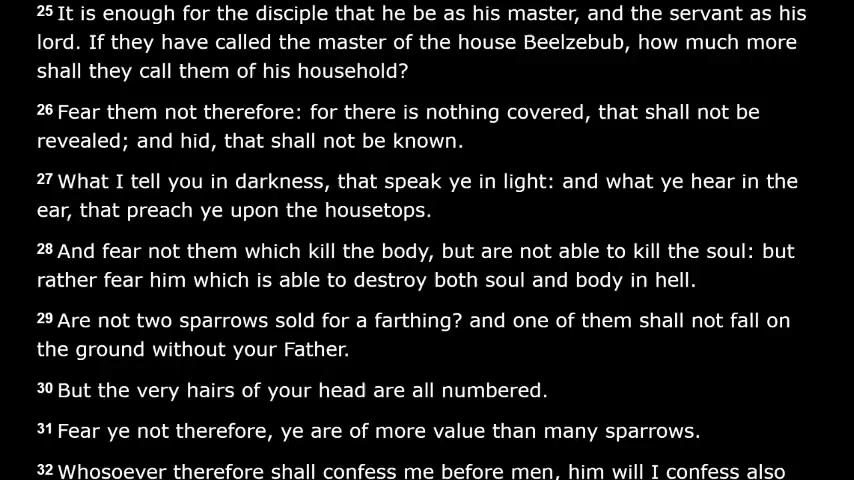 25 It is enough for the disciple that he be as his master, and the servant as his
lord. If they have called the master of the house Beelzebub, how much more
shall they call them of his household?
26 Fear them not therefore: for there is nothing covered, that shall not be
revealed; and hid, that shall not be known.
27 What I tell you in darkness, that speak ye in light: and what ye hear in the
ear, that preach ye upon the housetops.
28 And fear not them which kill the body, but are not able to kill the soul: but
rather fear him which is able to destroy both soul and body in hell.
29 Are not two sparrows sold for a farthing? and one of them shall not fall on
the ground without your Father.
30 But the very hairs of your head are all numbered.
31 Fear ye not therefore, ye are of more value than many sparrows.
32 Whosoever therefore shall confess me before men, him will I confess also